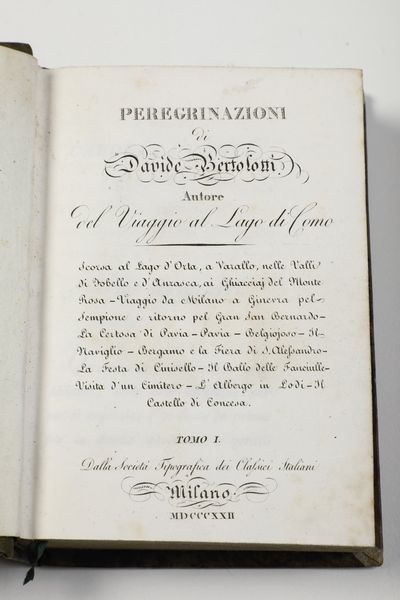 PEREGRINAZIONI
di
Davide Bertolotti
Autore
del Viaggio al Lago di Como
Scorsa al Lago d'Orta, a Varallo, nelle Valli
di Sobello e d'Anzasca, ai Ghiacciaj del Monte
Rosa - Viaggio da Milano a Ginevra pel
Sempione e ritorno pel Gran San Bernardo -
La Certosa di Pavia - Pavia - Belgiojoso - Il
Naviglio - Bergamo e la Fiera di S. Alessandro -
La Festa di Cinisello - Il Ballo delle Fanciulle -
Visita d'un Cimitero - L'Albergo in Lodi - Il
Castello di Concesa.
TOMO I.
Dalla Società Tipografica dei Classici Italiani
Milano
MDCCCXXII